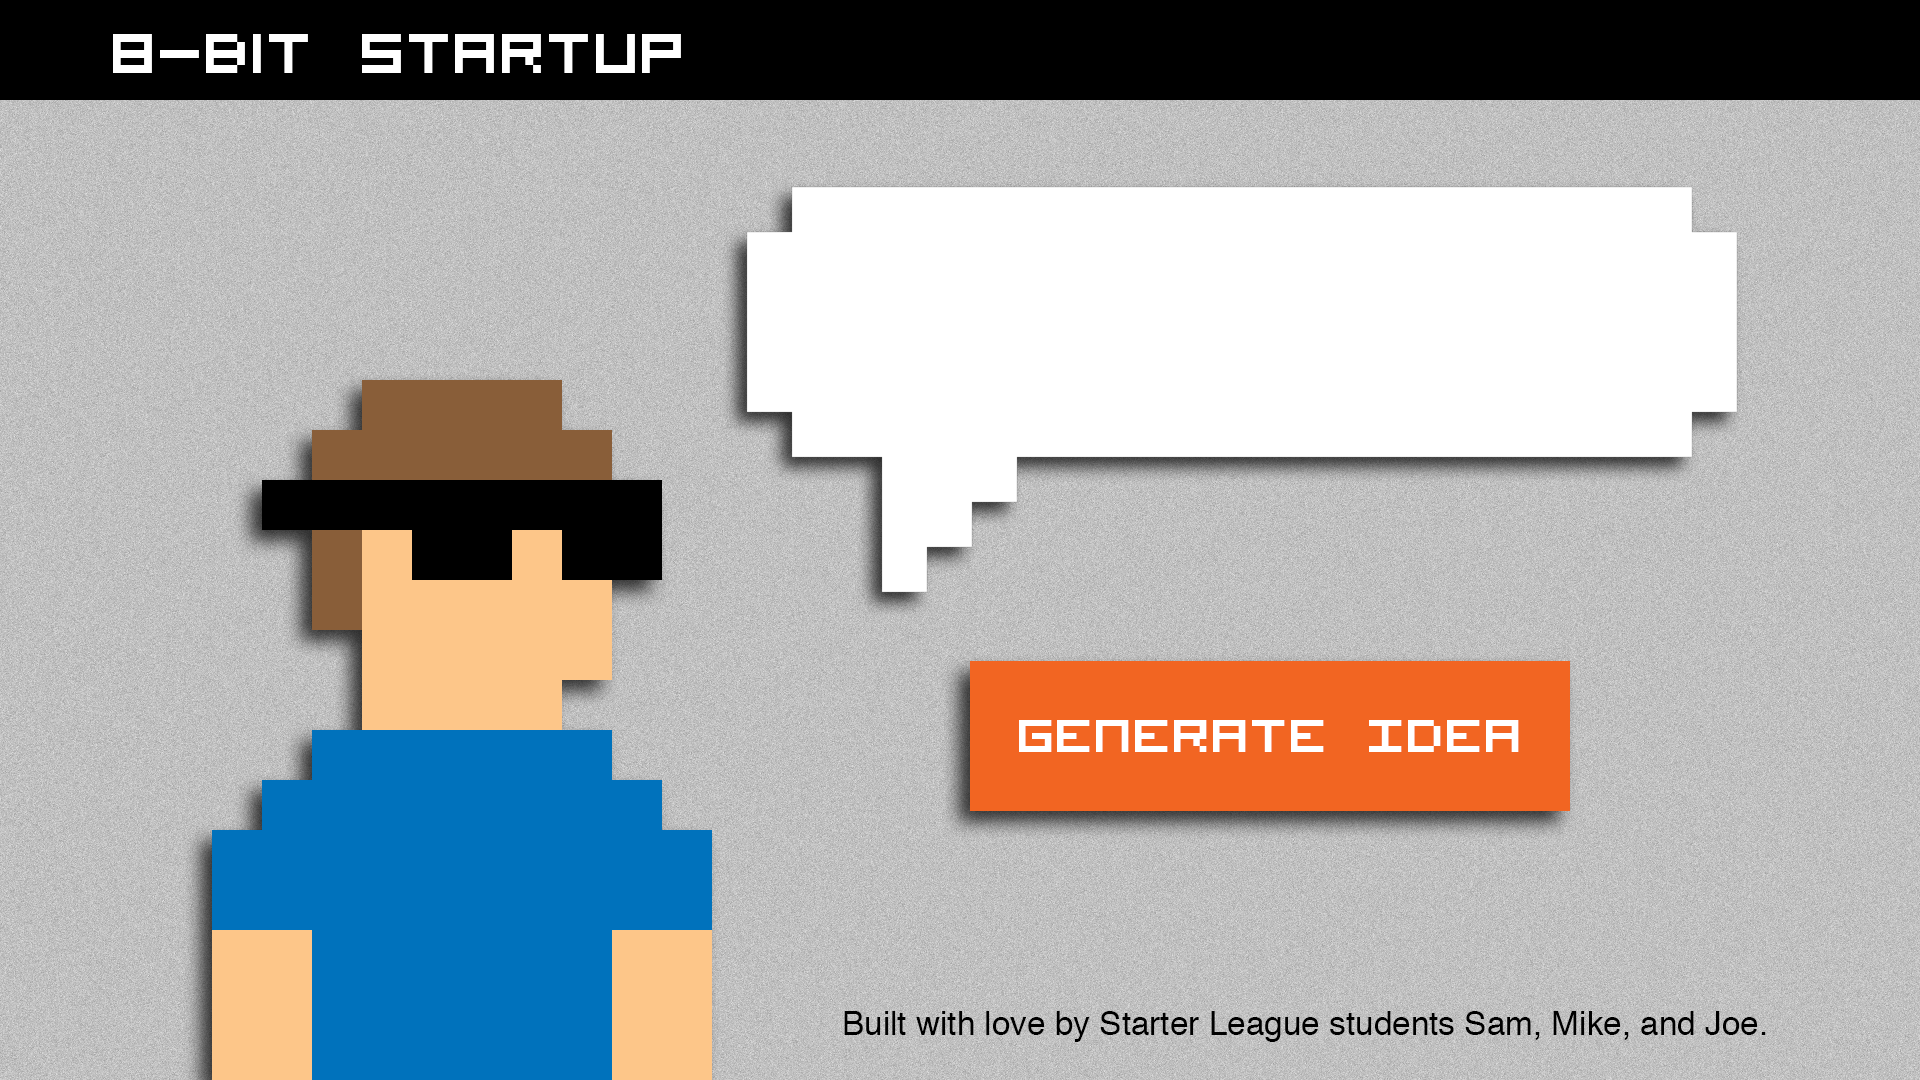 8-BIT STARTUP
GENERATE IDEA
Built with love by Starter League students Sam, Mike, and Joe.